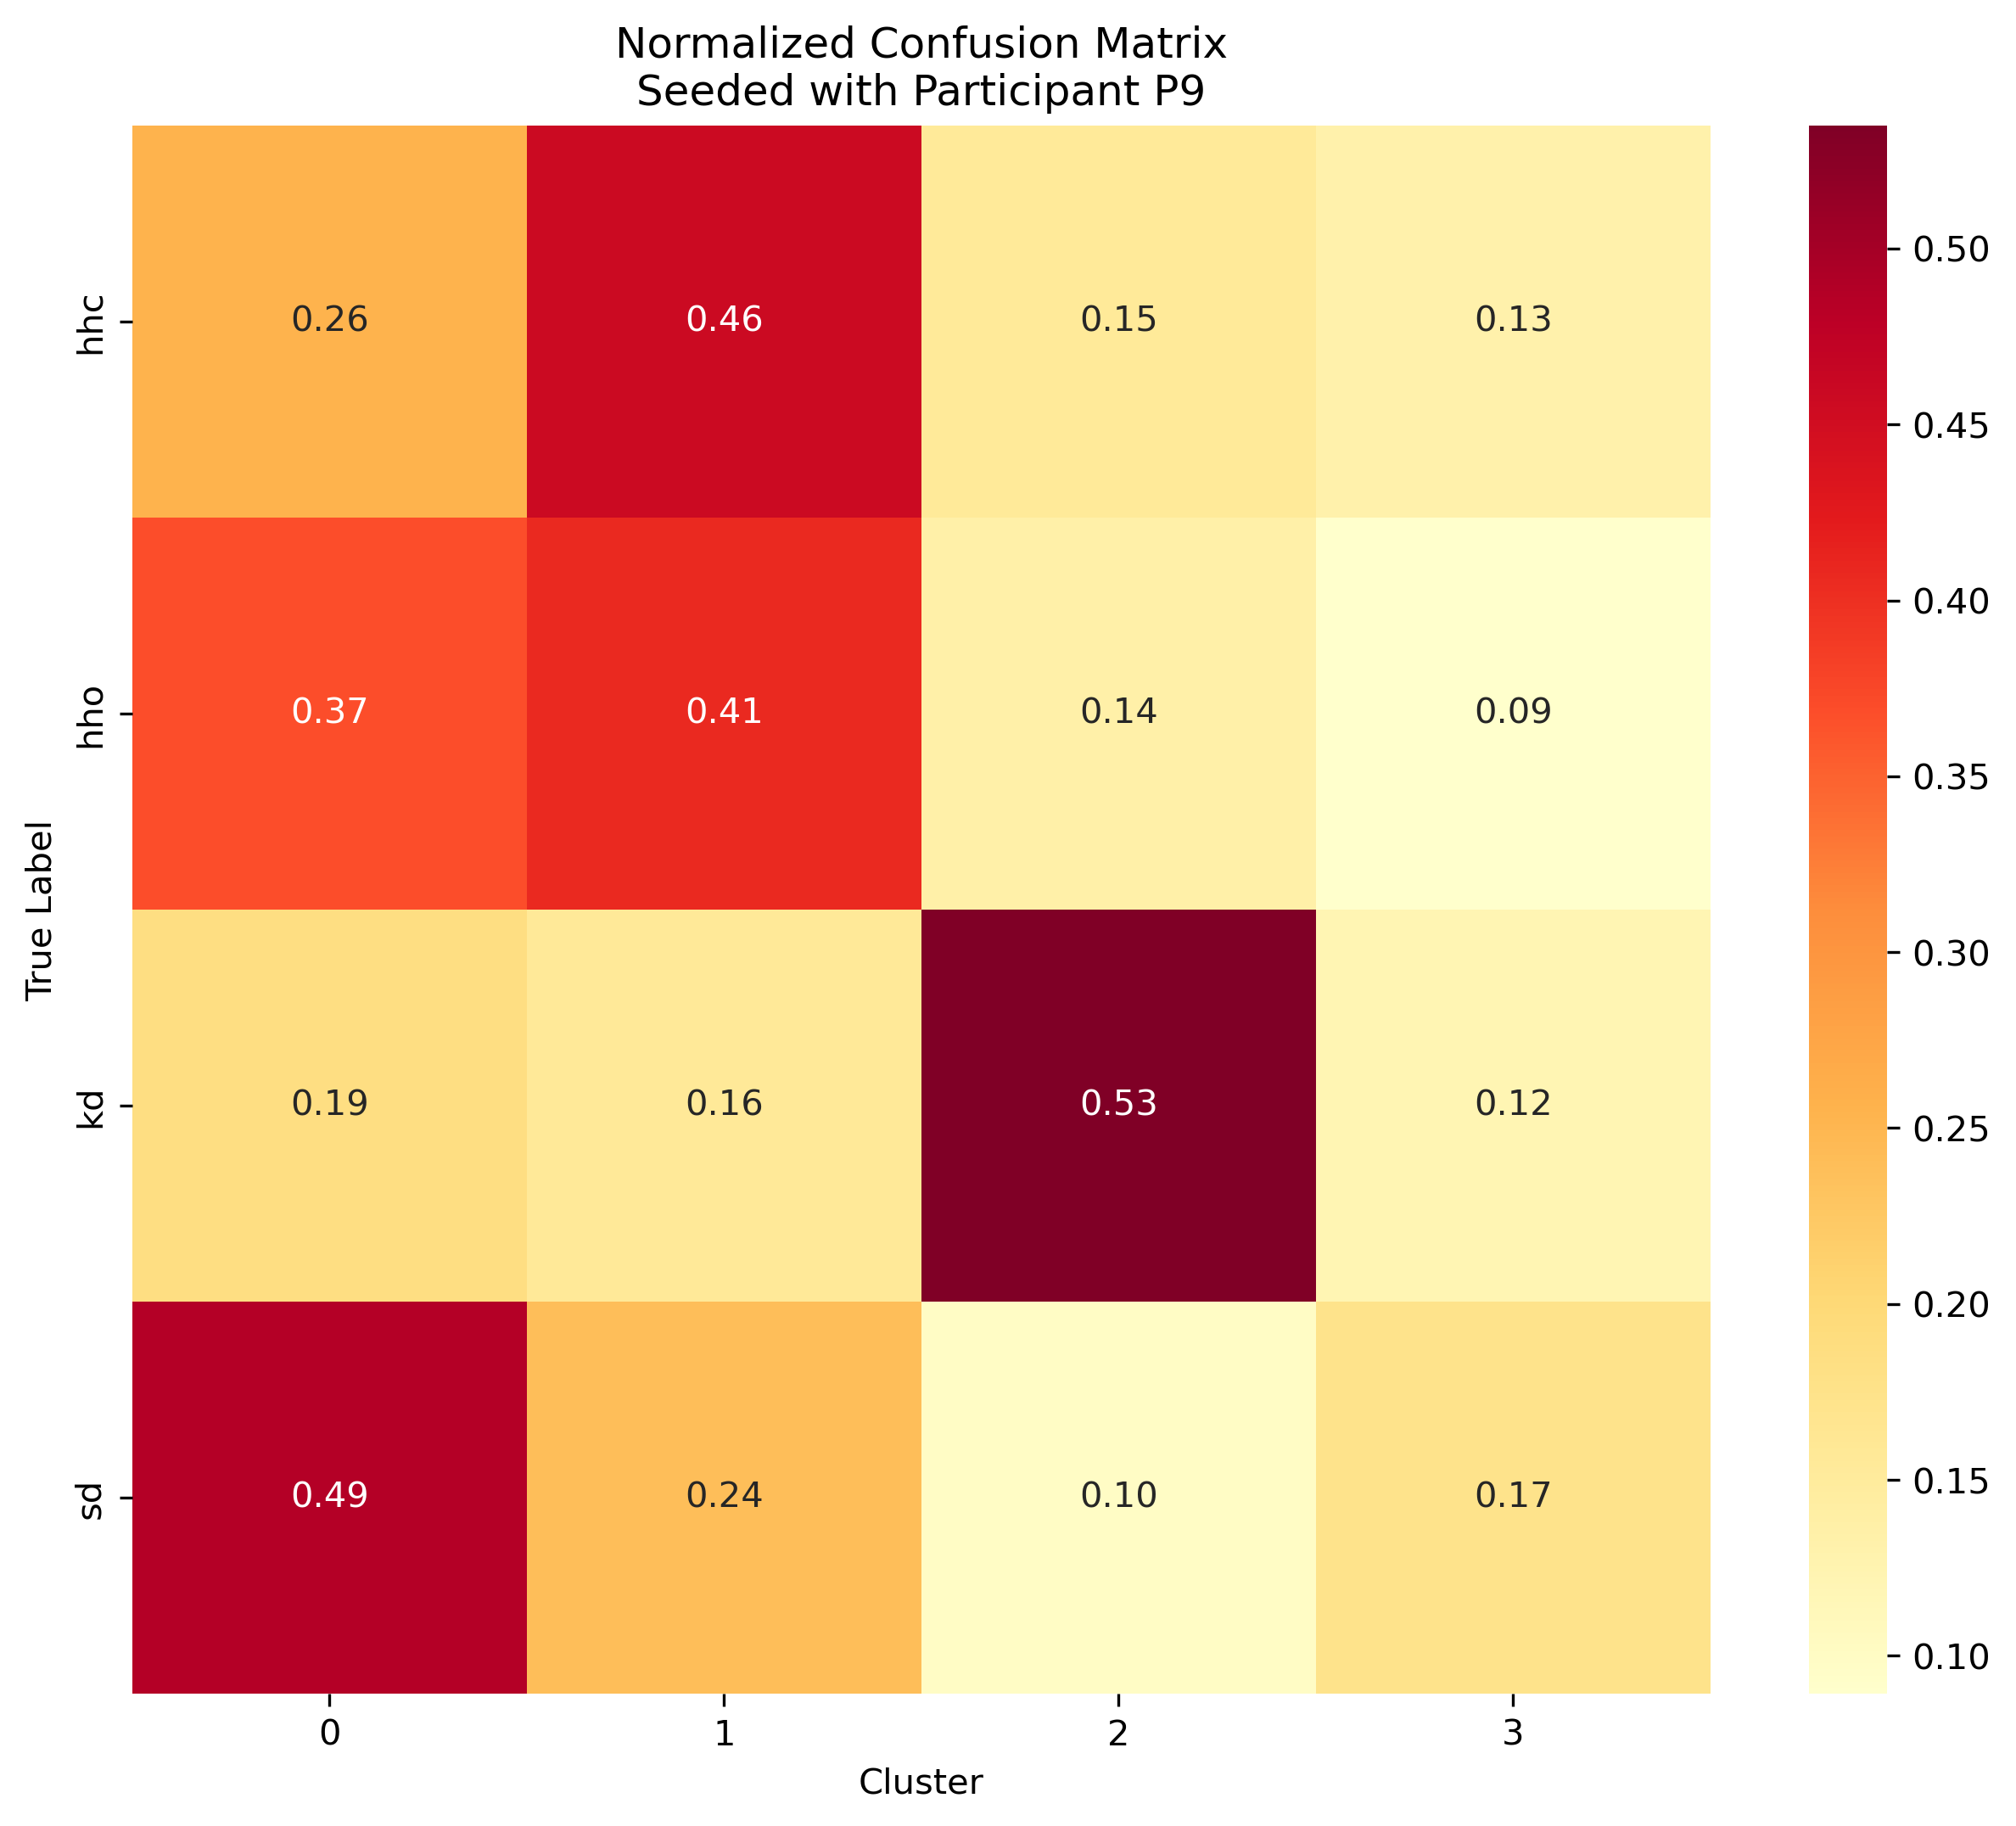 Normalized Confusion Matrix
Seeded with Participant P9
True Label
hhc 0.26 0.46 0.15 0.13
hho 0.37 0.41 0.14 0.09
kd 0.19 0.16 0.53 0.12
sd 0.49 0.24 0.10 0.17
0 1 2 3
Cluster
0.50
0.45
0.40
0.35
0.30
0.25
0.20
0.15
0.10